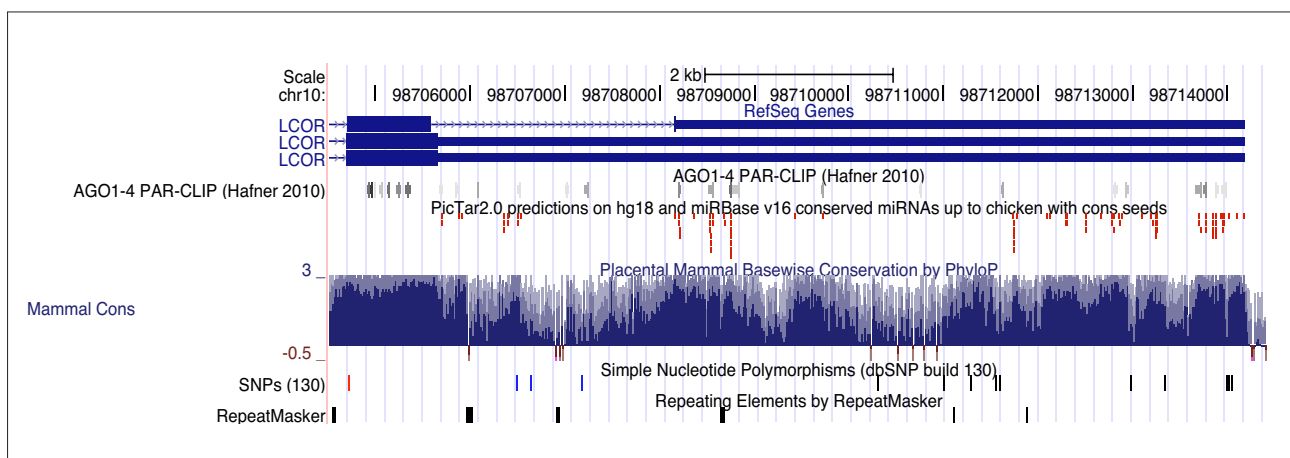 Scale 2 kb
chr10: 98706000 98707000 98708000 98709000 98710000 98711000 98712000 98713000 98714000
RefSeq Genes
LCOR
LCOR
LCOR
AGO1-4 PAR-CLIP (Hafner 2010)
AGO1-4 PAR-CLIP (Hafner 2010)
PicTar2.0 predictions on hg18 and miRBase v16 conserved miRNAs up to chicken with cons seeds
Placental Mammal Basewise Conservation by PhyloP
3 _
Mammal Cons
-0.5 _
Simple Nucleotide Polymorphisms (dbSNP build 130)
SNPs (130)
Repeating Elements by RepeatMasker
RepeatMasker